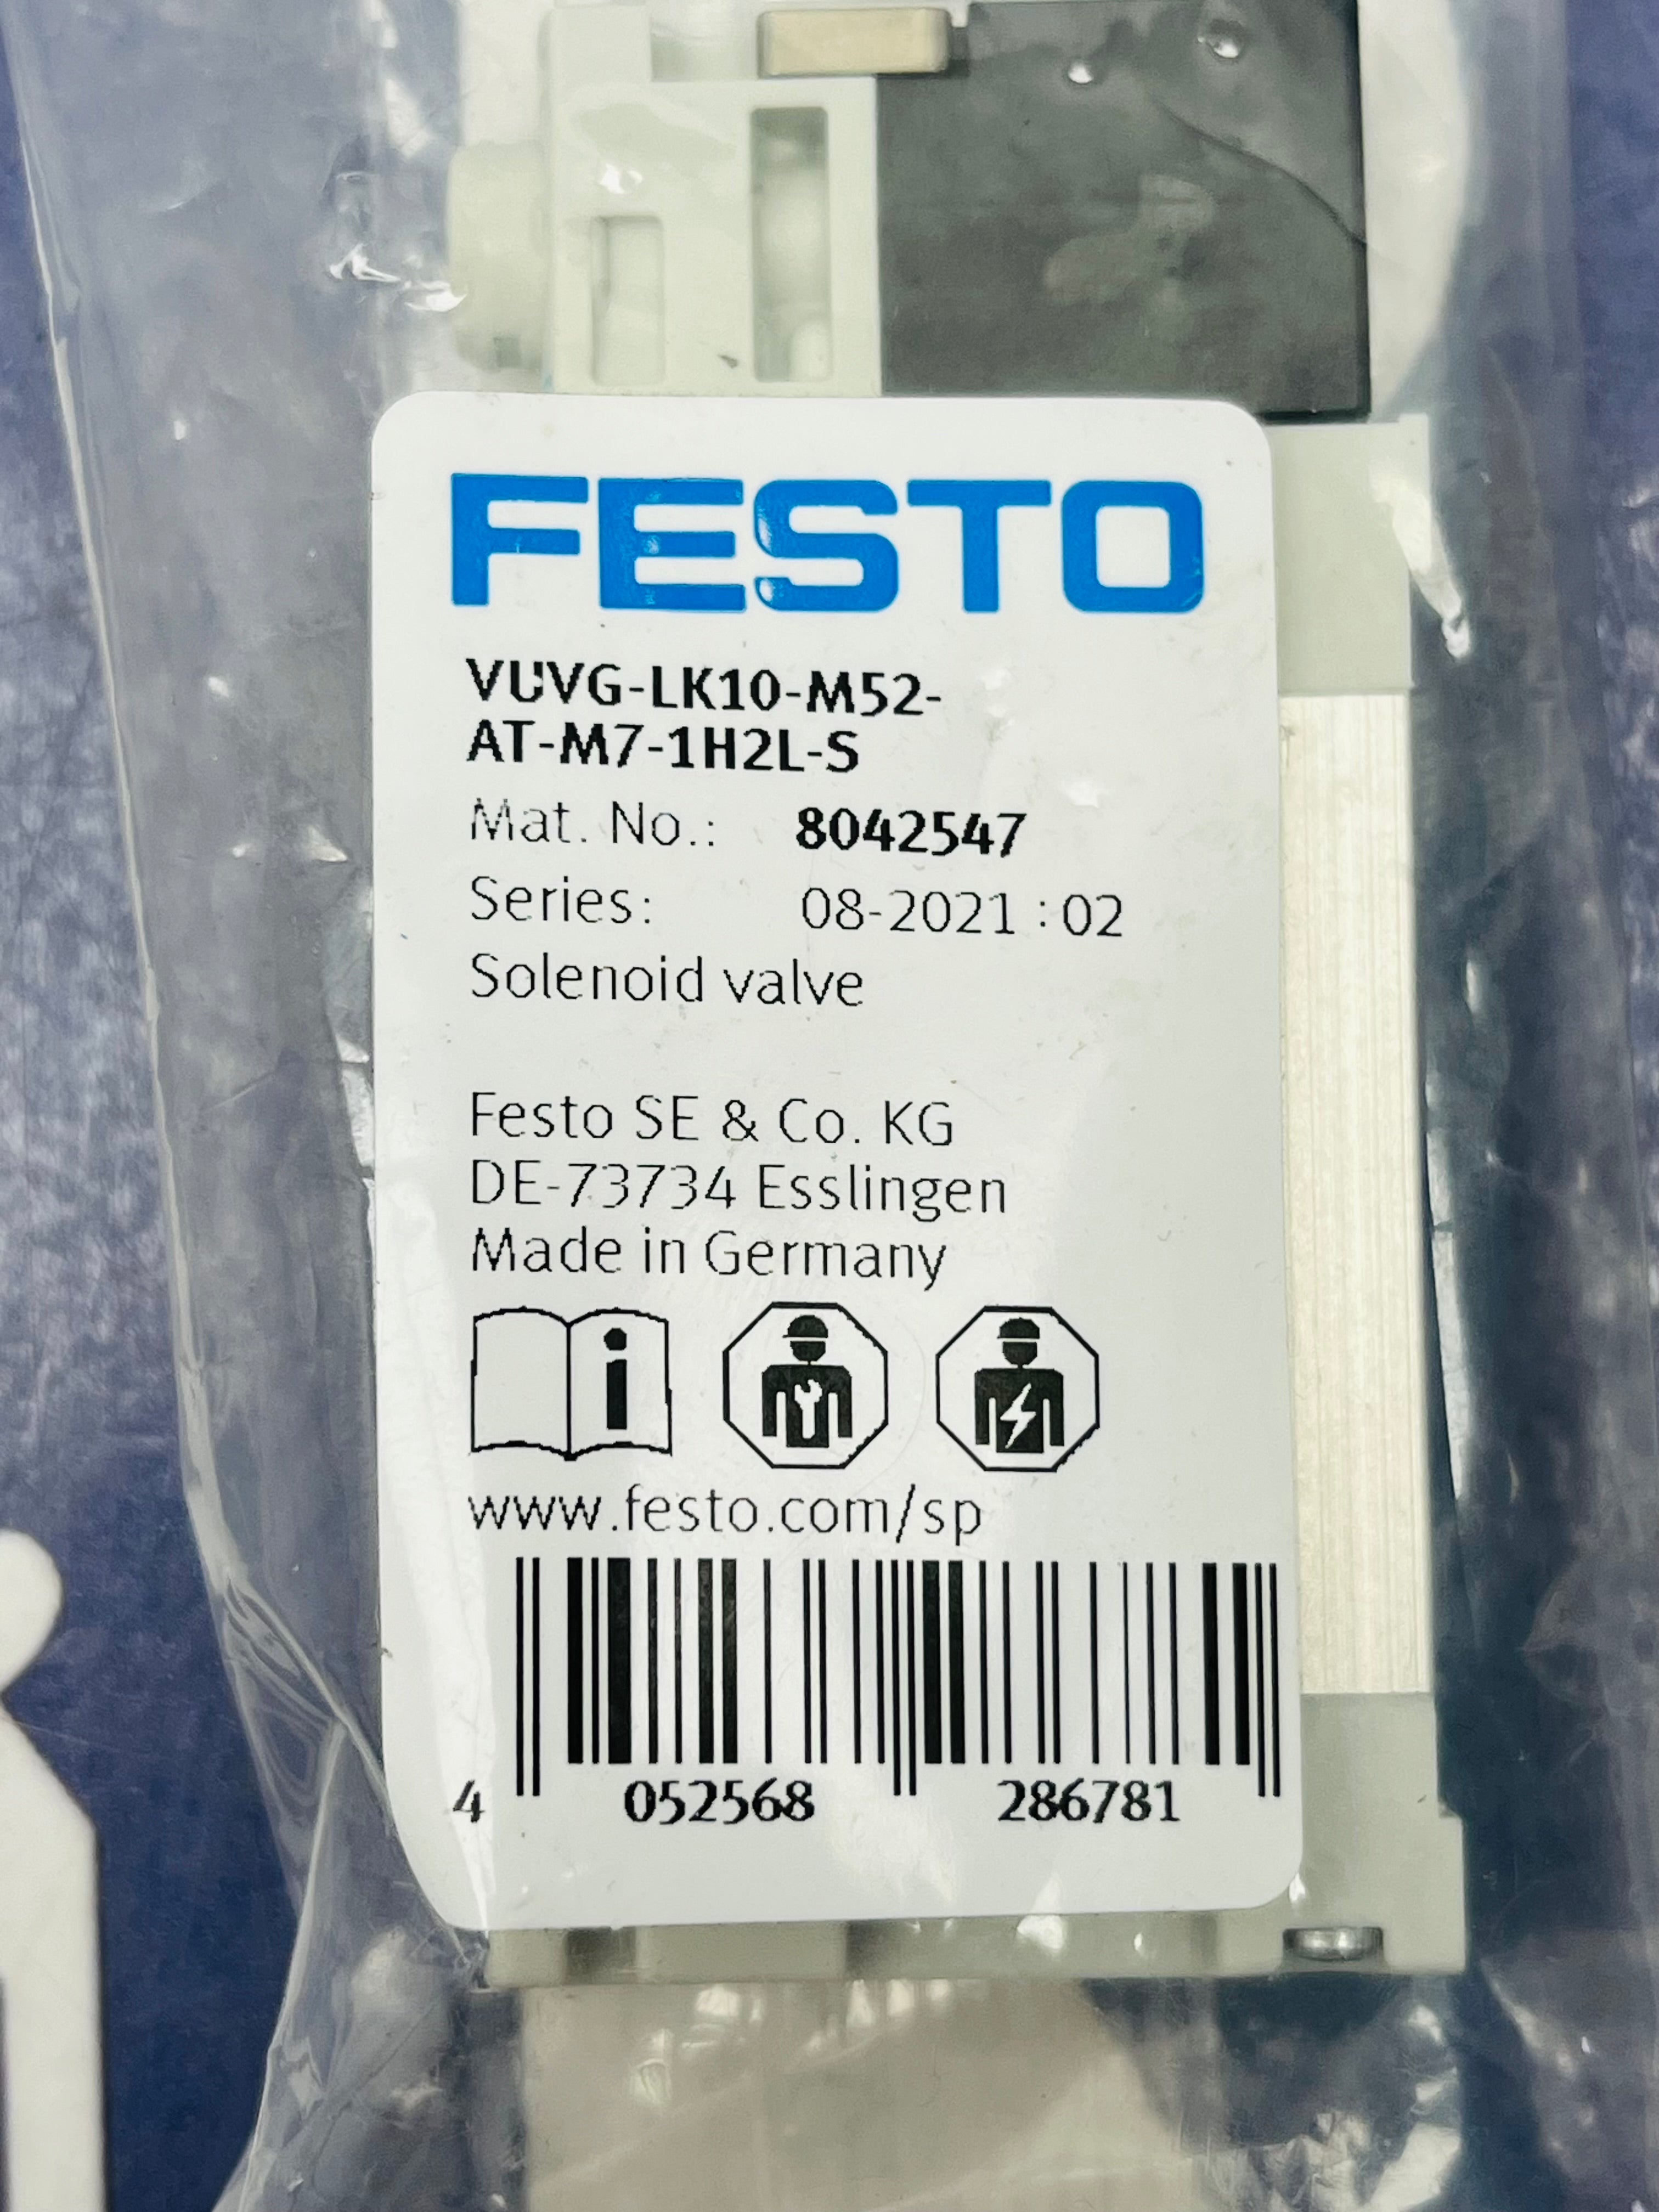 FESTO
VUVG-LK10-M52-
AT-M7-1H2L-S
Mat. No.: 8042547
Series: 08-2021 : 02
Solenoid valve
Festo SE & Co. KG
DE-73734 Esslingen
Made in Germany
www.festo.com/sp
4 052568 286781